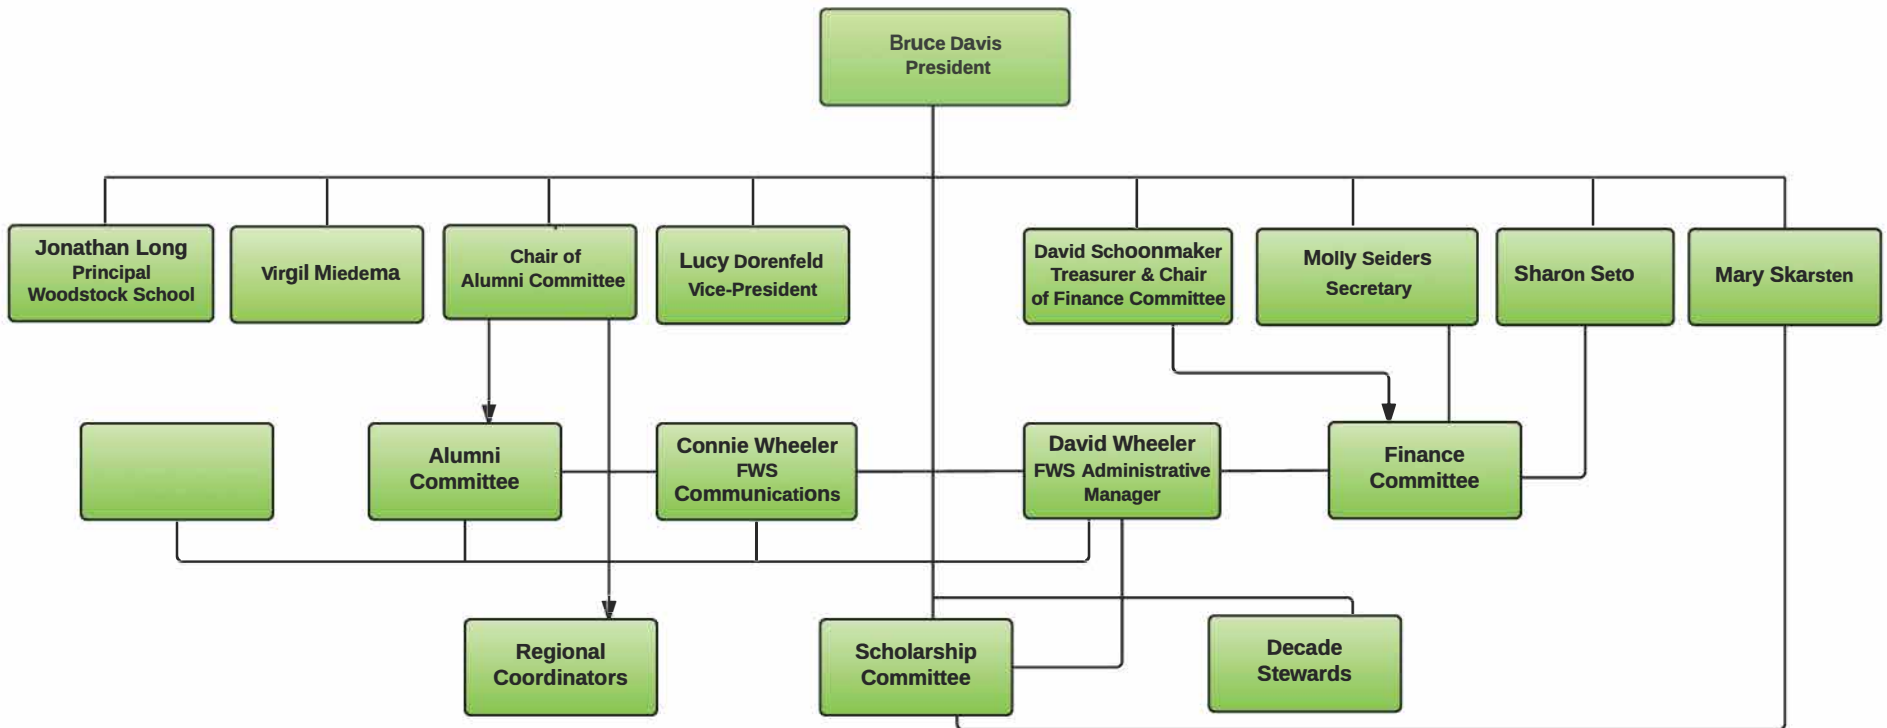 Bruce Davis
President
Jonathan Long
Principal
Woodstock School
Virgil Miedema
Chair of
Alumni Committee
Lucy Dorenfeld
Vice-President
David Schoonmaker
Treasurer & Chair
of Finance Committee
Molly Seiders
Secretary
Sharon Seto
Mary Skarsten
Alumni
Committee
Connie Wheeler
FWS
Communications
David Wheeler
FWS Administrative
Manager
Finance
Committee
Regional
Coordinators
Scholarship
Committee
Decade
Stewards